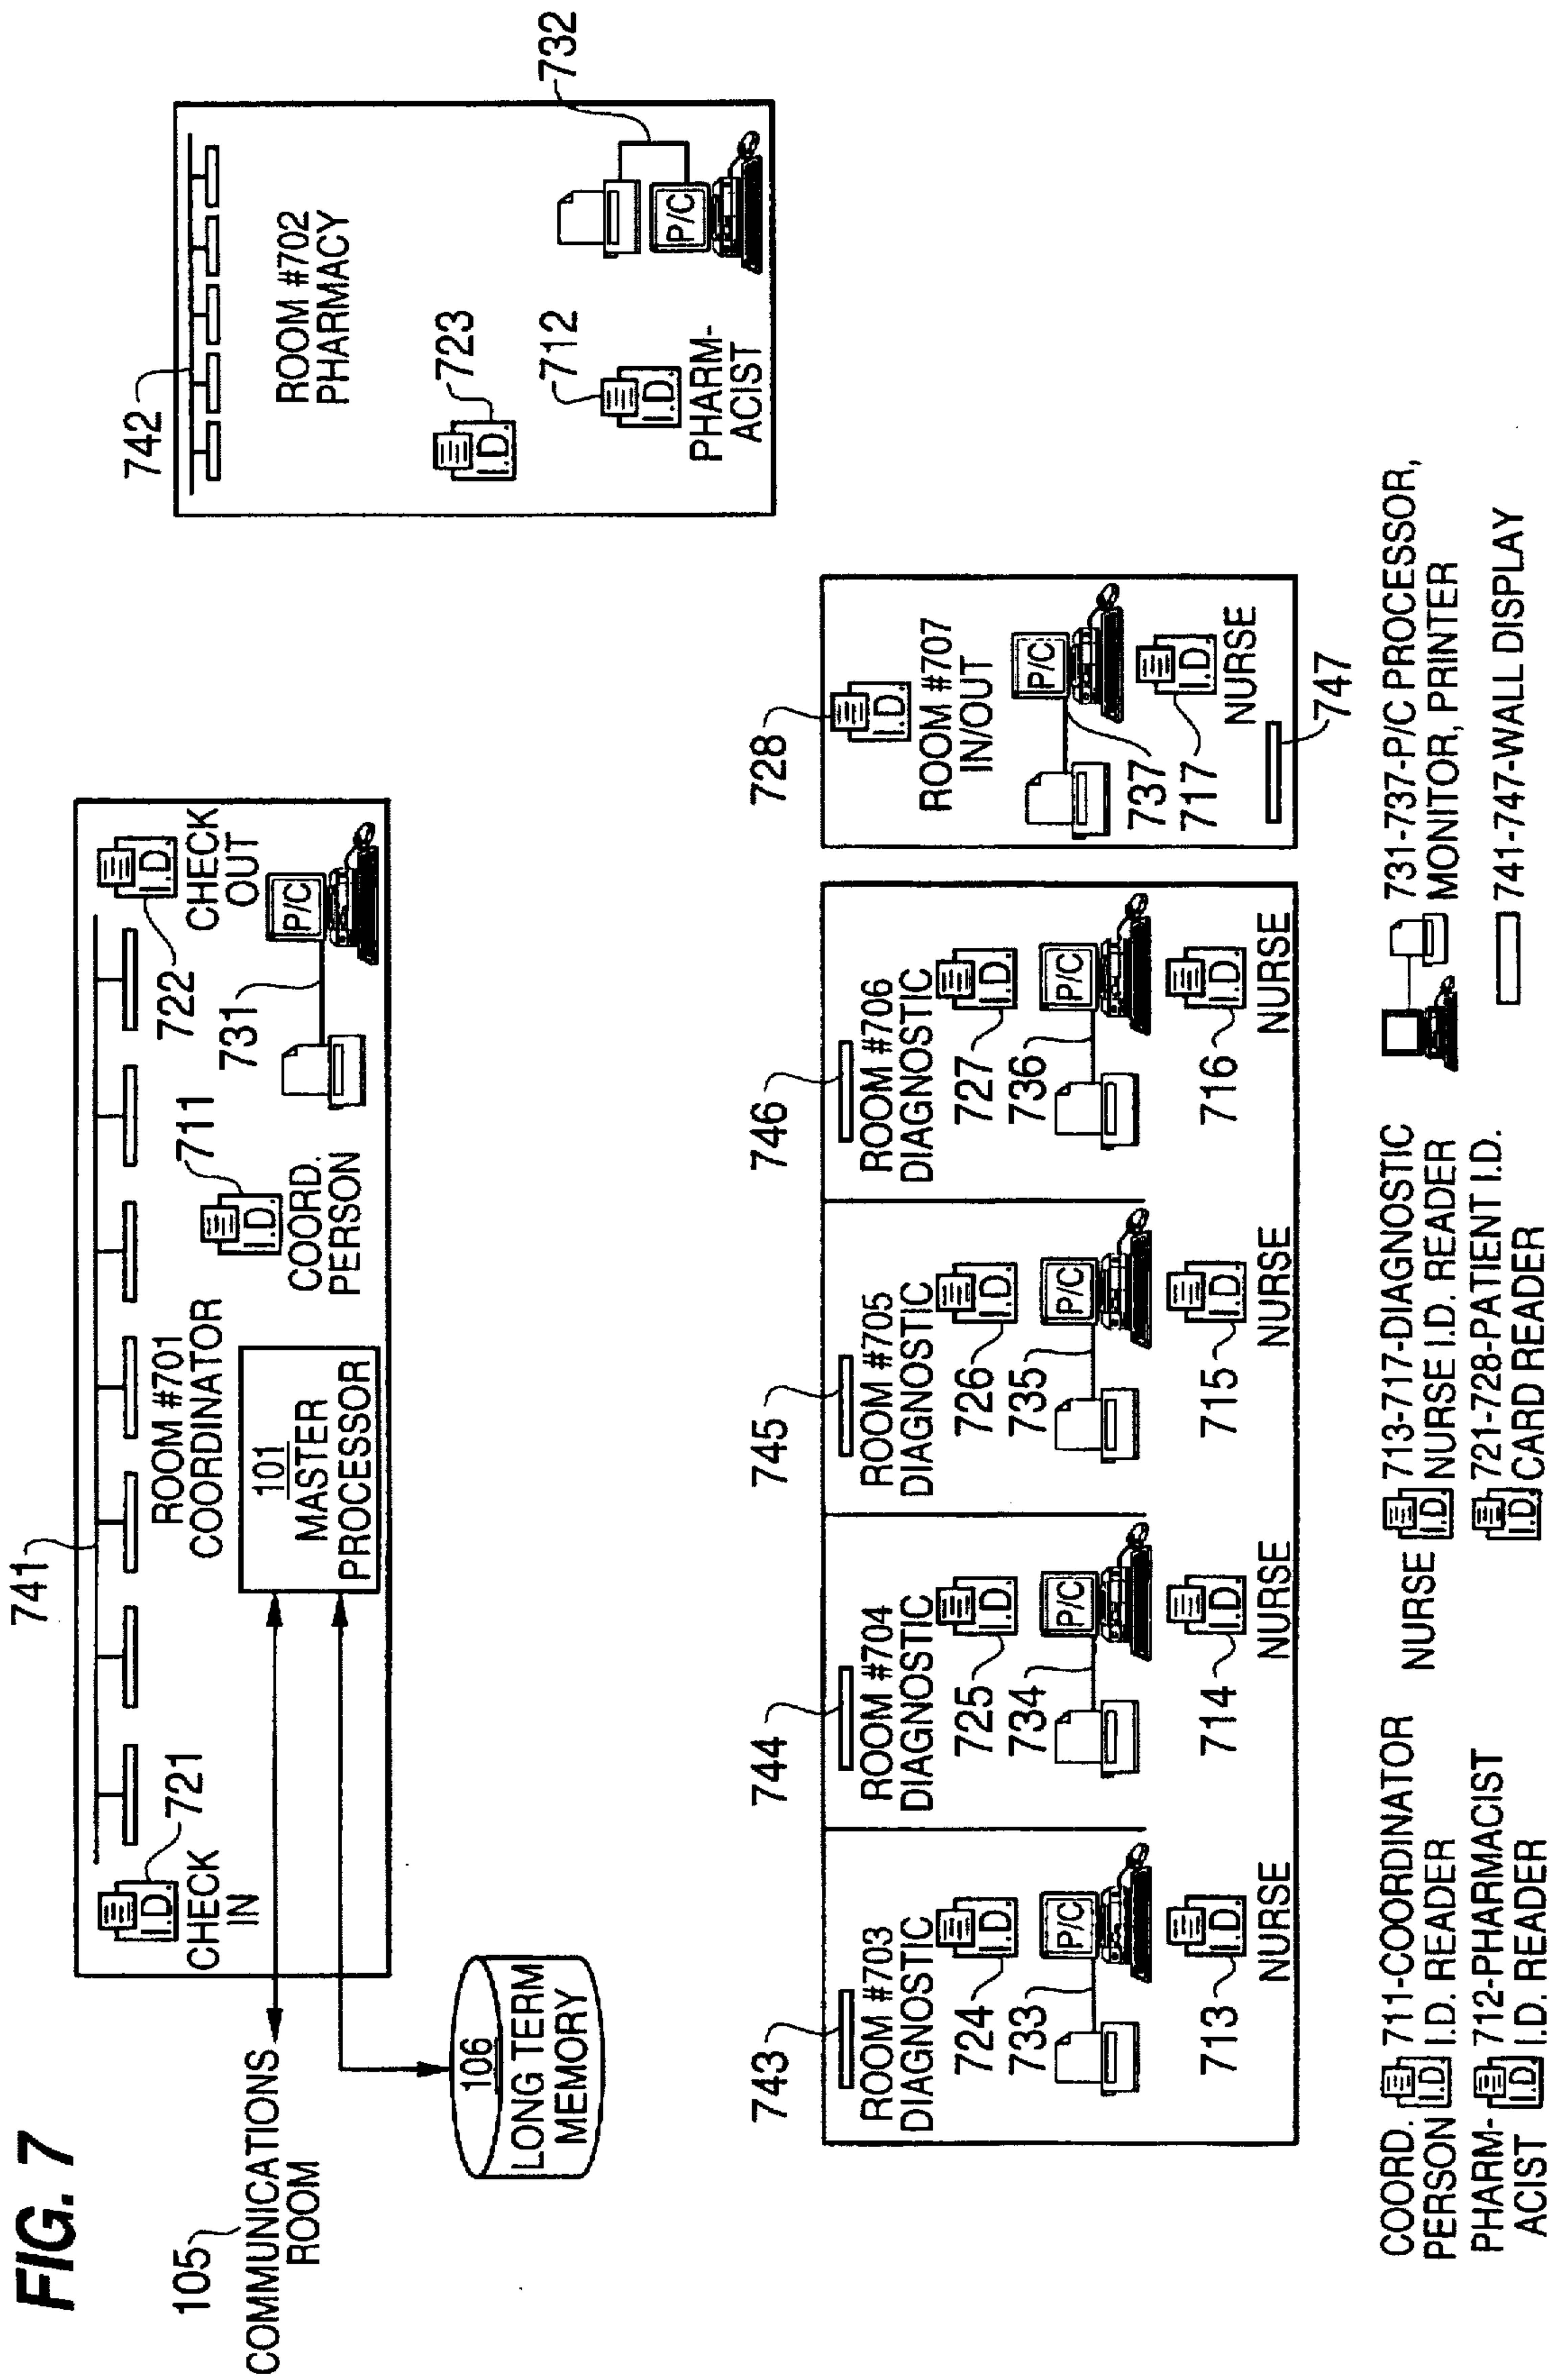 FIG. 7
105
COMMUNICATIONS
ROOM
106
LONG TERM
MEMORY
741
721
I.D.
CHECK
IN
ROOM #701
COORDINATOR
101
MASTER
PROCESSOR
711
I.D.
COORD.
PERSON
722
I.D.
CHECK
OUT
731
P/C
742
ROOM #702
PHARMACY
723
I.D.
712
I.D.
PHARM-
ACIST
732
P/C
743
ROOM #703
DIAGNOSTIC
724
I.D.
733
P/C
713
I.D.
NURSE
744
ROOM #704
DIAGNOSTIC
725
I.D.
734
P/C
714
I.D.
NURSE
745
ROOM #705
DIAGNOSTIC
726
I.D.
735
P/C
715
I.D.
NURSE
746
ROOM #706
DIAGNOSTIC
727
I.D.
736
P/C
716
I.D.
NURSE
728
I.D.
ROOM #707
IN/OUT
P/C
737
717
I.D.
NURSE
747
COORD. 711-COORDINATOR
PERSON I.D. I.D. READER
PHARM- 712-PHARMACIST
ACIST I.D. I.D. READER
713-717-DIAGNOSTIC
NURSE I.D. NURSE I.D. READER
721-728-PATIENT I.D.
I.D. CARD READER
731-737-P/C PROCESSOR,
MONITOR, PRINTER
741-747-WALL DISPLAY